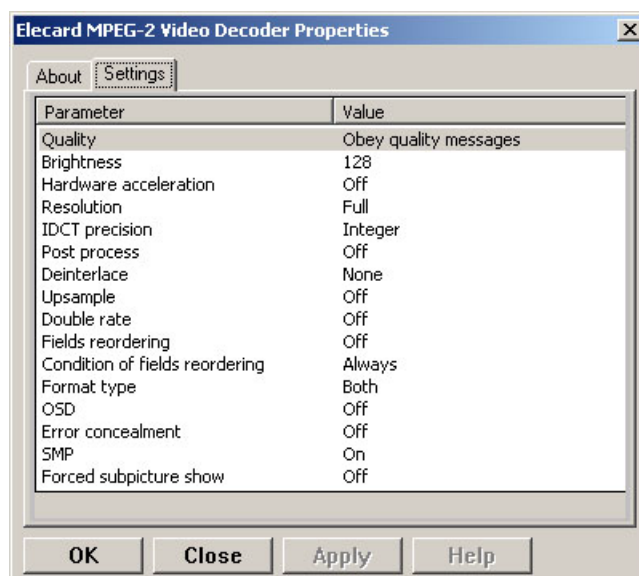 Elecard MPEG-2 Video Decoder Properties
About Settings
Parameter Value
Quality Obey quality messages
Brightness 128
Hardware acceleration Off
Resolution Full
IDCT precision Integer
Post process Off
Deinterlace None
Upsample Off
Double rate Off
Fields reordering Off
Condition of fields reordering Always
Format type Both
OSD Off
Error concealment Off
SMP On
Forced subpicture show Off
OK Close Apply Help